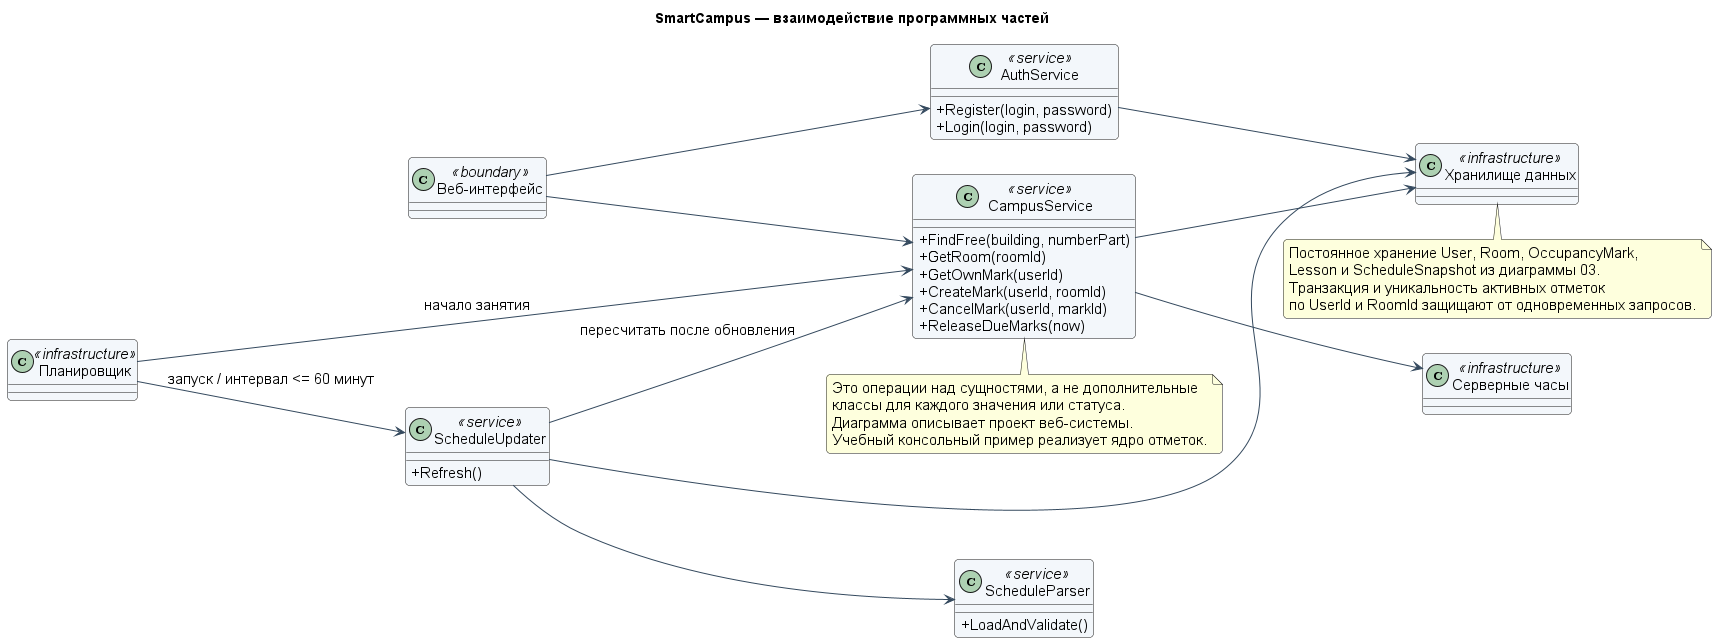 SmartCampus — взаимодействие программных частей
C
«service»
AuthService
+Register(login, password)
+Login(login, password)
C
«boundary»
Веб-интерфейс
C
«infrastructure»
Хранилище данных
C
«service»
CampusService
+FindFree(building, numberPart)
+GetRoom(roomId)
+GetOwnMark(userId)
+CreateMark(userId, roomId)
+CancelMark(userId, markId)
+ReleaseDueMarks(now)
Постоянное хранение User, Room, OccupancyMark,
Lesson и ScheduleSnapshot из диаграммы 03.
Транзакция и уникальность активных отметок
по UserId и RoomId защищают от одновременных запросов.
начало занятия
пересчитать после обновления
C
«infrastructure»
Планировщик
запуск / интервал <= 60 минут
C
«infrastructure»
Серверные часы
Это операции над сущностями, а не дополнительные
классы для каждого значения или статуса.
Диаграмма описывает проект веб-системы.
Учебный консольный пример реализует ядро отметок.
C
«service»
ScheduleUpdater
+Refresh()
C
«service»
ScheduleParser
+LoadAndValidate()